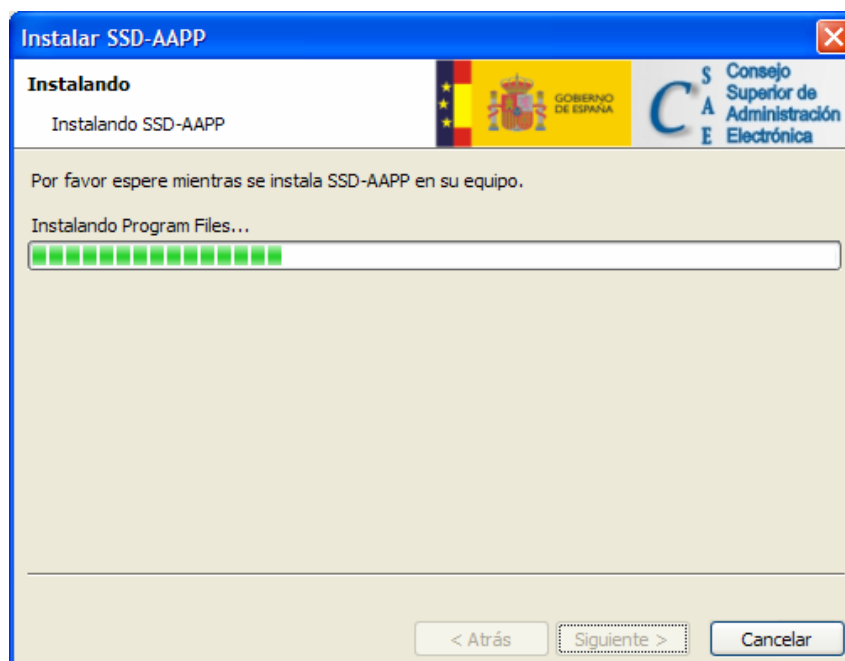 Instalar SSD-AAPP
Instalando
Instalando SSD-AAPP
GOBIERNO
DE ESPAÑA
C
S
A
E
Consejo
Superior de
Administración
Electrónica
Por favor espere mientras se instala SSD-AAPP en su equipo.
Instalando Program Files...
< Atrás
Siguiente >
Cancelar